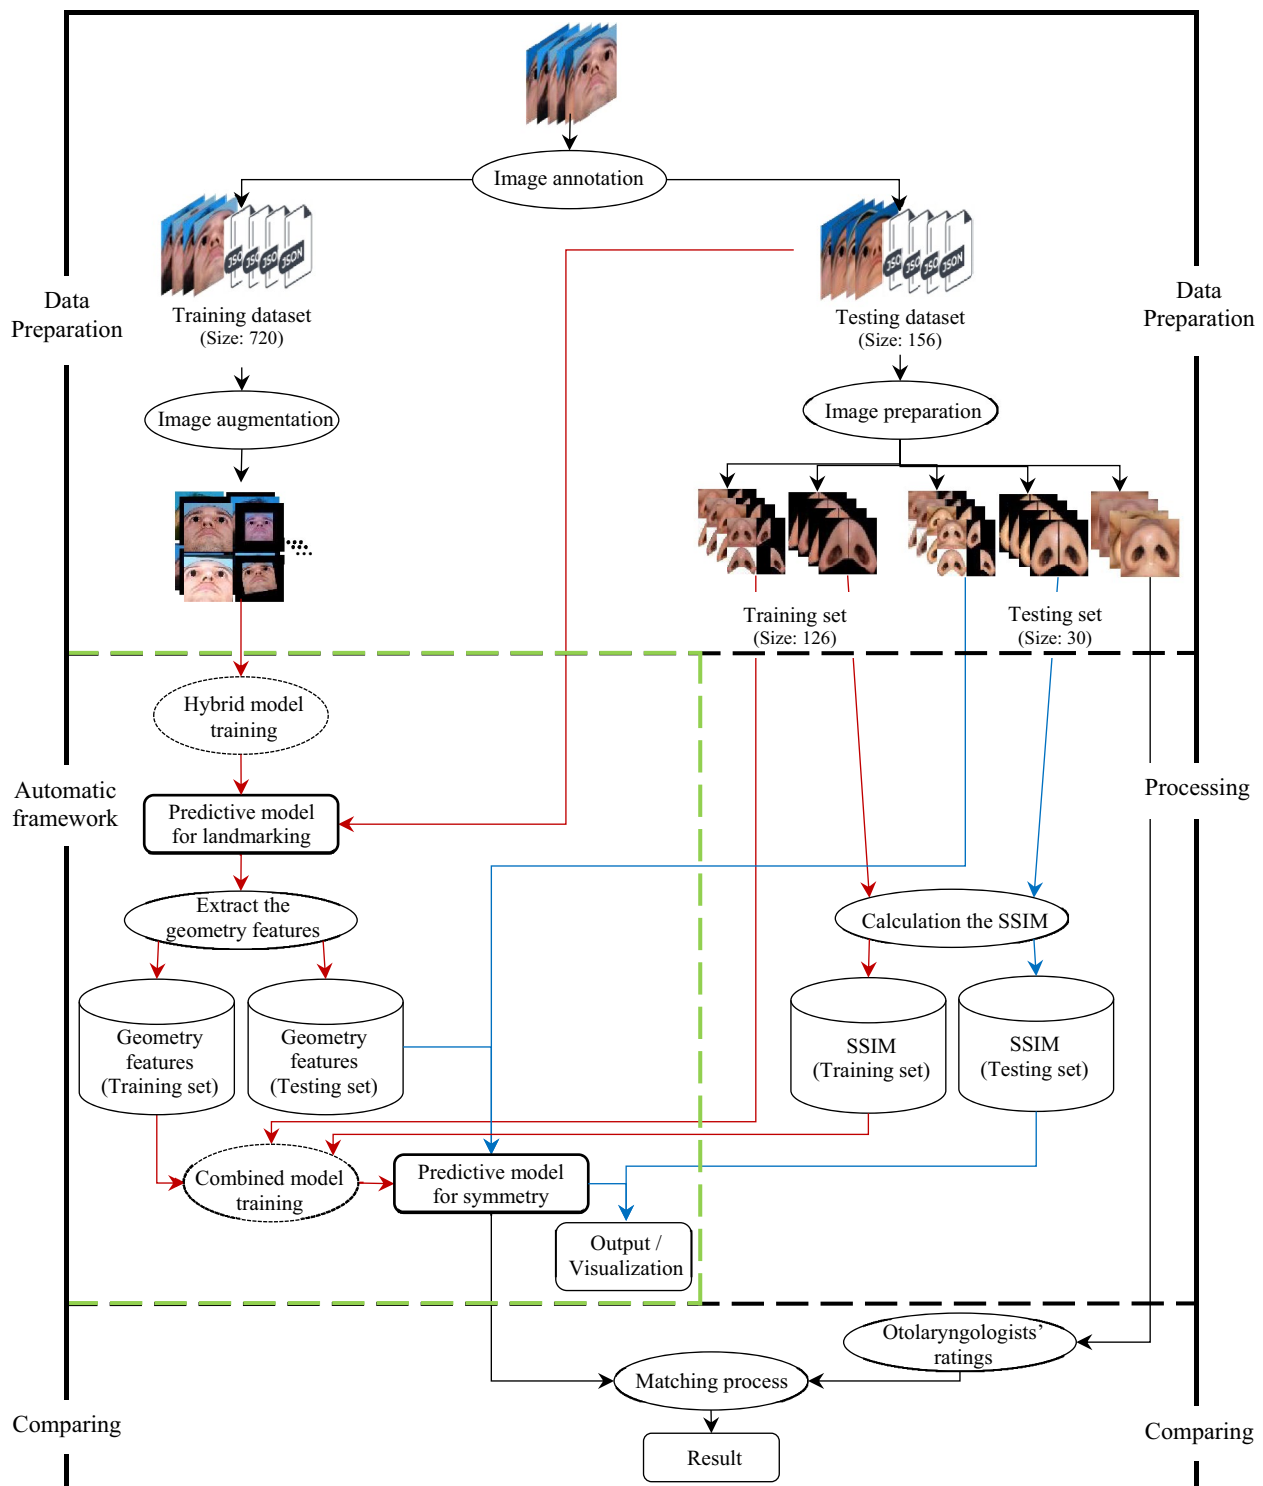 Image annotation
JSON
JSON
Data
Preparation
Training dataset
(Size: 720)
Testing dataset
(Size: 156)
Data
Preparation
Image augmentation
Image preparation
Training set
(Size: 126)
Testing set
(Size: 30)
Hybrid model
training
Automatic
framework
Predictive model
for landmarking
Processing
Extract the
geometry features
Calculation the SSIM
Geometry
features
(Training set)
Geometry
features
(Testing set)
SSIM
(Training set)
SSIM
(Testing set)
Combined model
training
Predictive model
for symmetry
Output /
Visualization
Otolaryngologists’
ratings
Matching process
Comparing
Comparing
Result